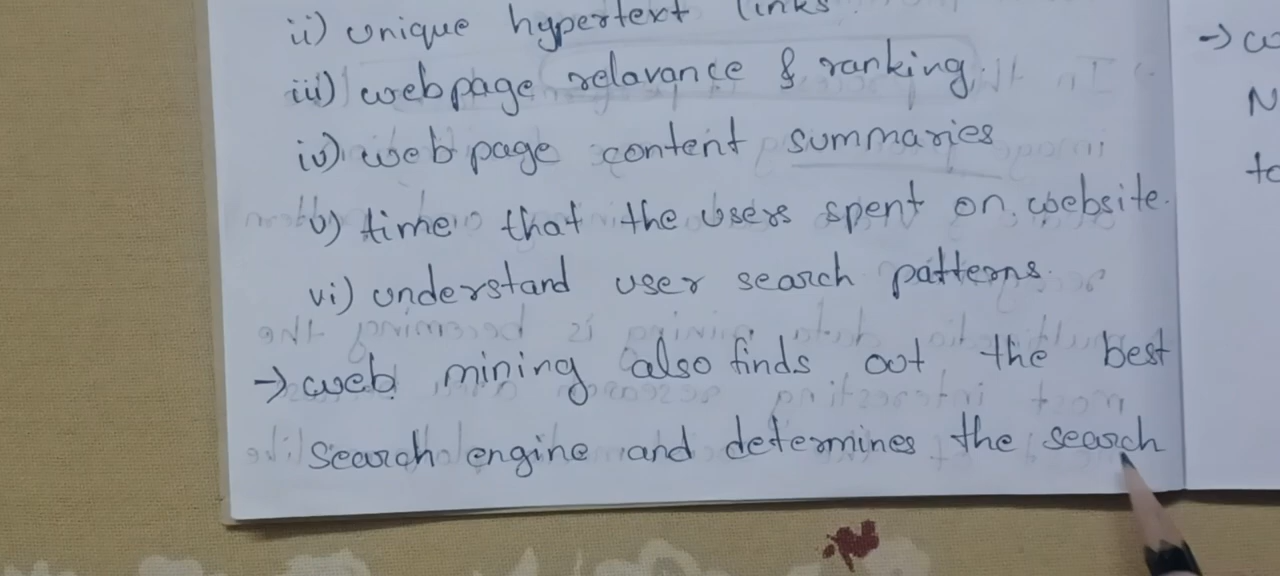 ii) unique hypertext links.
iii) webpage relavance & ranking.
iv) web page content summaries
v) time that the users spent on website.
vi) understand user search patterns.
→ web mining also finds out the best
search engine and determines the search
→
N
to